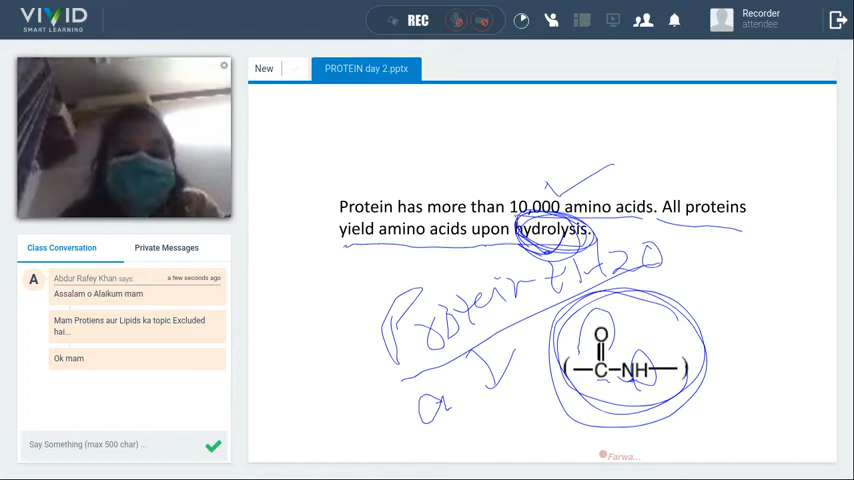 VIVID
SMART LEARNING
REC
Recorder
attendee
New
PROTEIN day 2.pptx
Protein has more than 10,000 amino acids. All proteins
yield amino acids upon hydrolysis.
Protein + H2O
O
( — C — NH — )
Class Conversation
Private Messages
A
Abdur Rafey Khan says:
a few seconds ago
Assalam o Alaikum mam
Mam Protiens aur Lipids ka topic Excluded
hai...
Ok mam
Say Something (max 500 char) ...
Farwa...